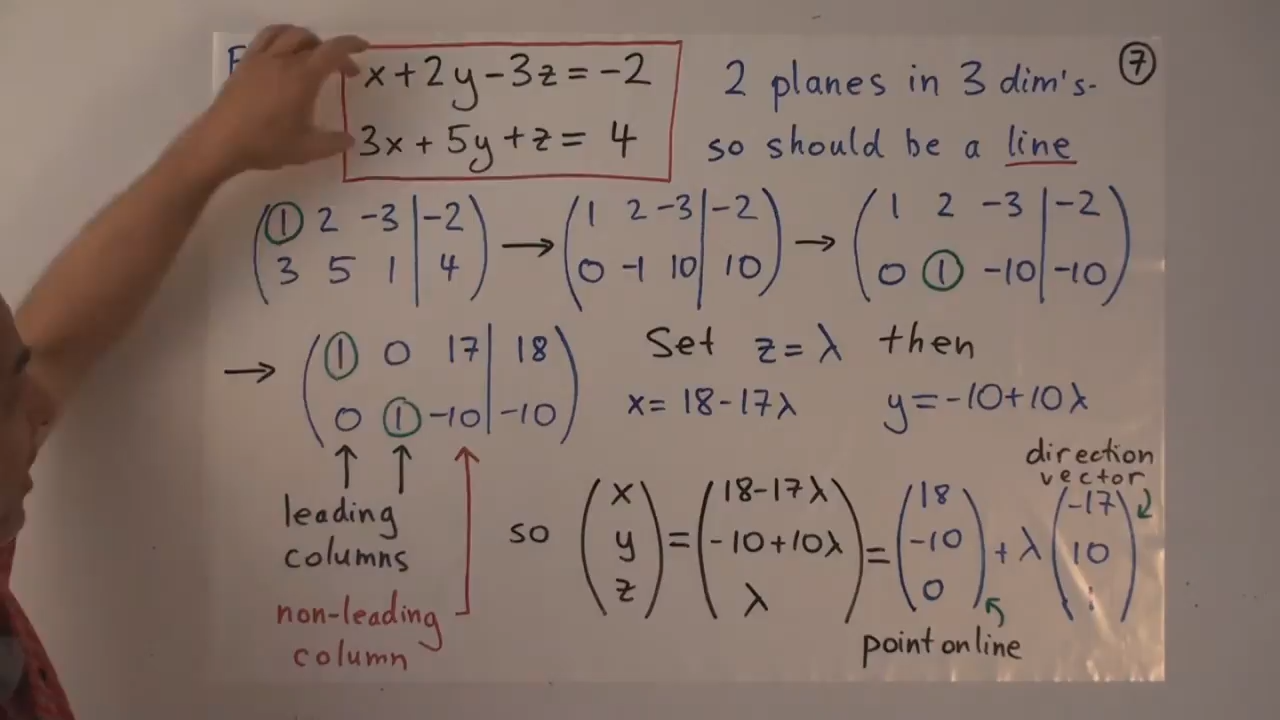 x+2y-3z=-2
3x+5y+z= 4
2 planes in 3 dim's-
so should be a line
7
(1 2 -3 | -2) → (1 2 -3 | -2) → (1 2 -3 | -2)
(3 5 1 | 4) (0 -1 10 | 10) (0 1 -10 | -10)
→ (1 0 17 | 18)
(0 1 -10 | -10)
Set z=λ then
x= 18-17λ y=-10+10λ
leading
columns
non-leading
column
direction
vector
so (x) = (18-17λ) = (18) + λ (-17)
(y) (-10+10λ) (-10) (10)
(z) (λ) (0) (1)
point on line